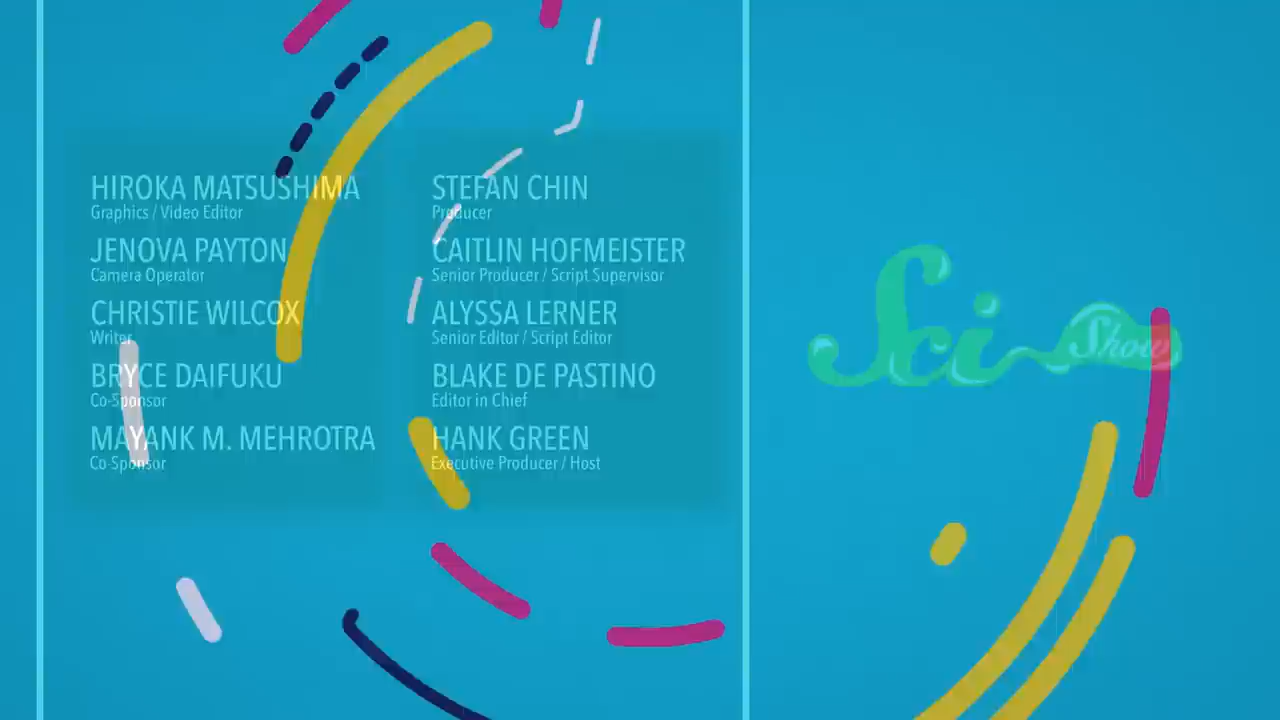 HIROKA MATSUSHIMA
Graphics / Video Editor
JENOVA PAYTON
Camera Operator
CHRISTIE WILCOX
Writer
BRYCE DAIFUKU
Co-Sponsor
MAYANK M. MEHROTRA
Co-Sponsor
STEFAN CHIN
Producer
CAITLIN HOFMEISTER
Senior Producer / Script Supervisor
ALYSSA LERNER
Senior Editor / Script Editor
BLAKE DE PASTINO
Editor in Chief
HANK GREEN
Executive Producer / Host
Sci Show